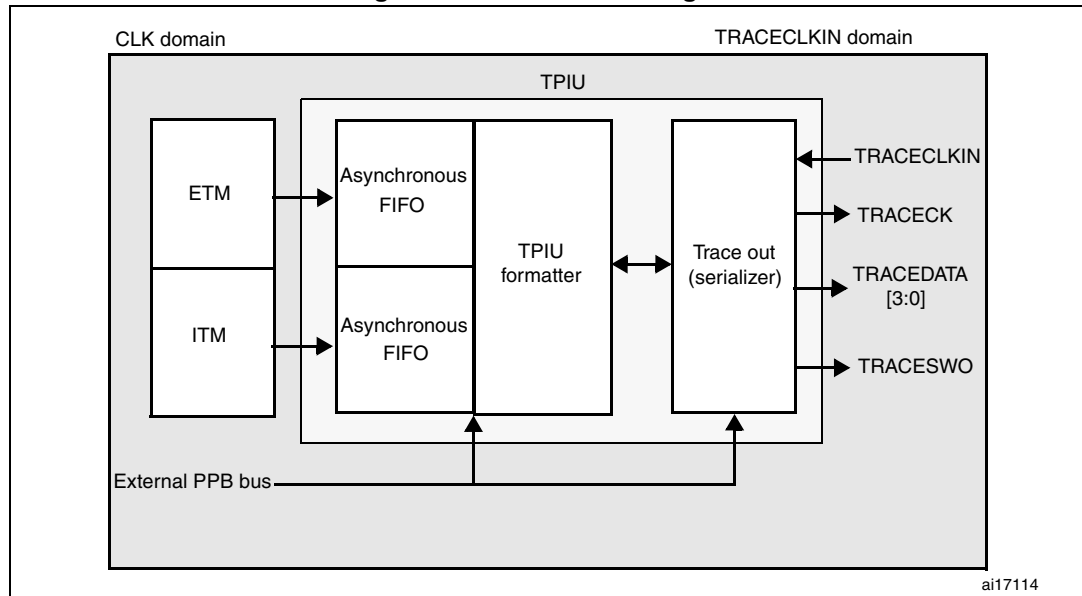 CLK domain
TRACECLKIN domain
TPIU
ETM
Asynchronous
FIFO
TPIU
formatter
Trace out
(serializer)
TRACECLKIN
TRACECK
TRACEDATA
[3:0]
TRACESWO
ITM
Asynchronous
FIFO
External PPB bus
ai17114